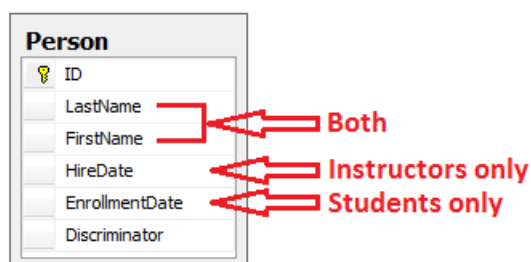 Person
ID
LastName
FirstName
Both
HireDate
Instructors only
EnrollmentDate
Students only
Discriminator